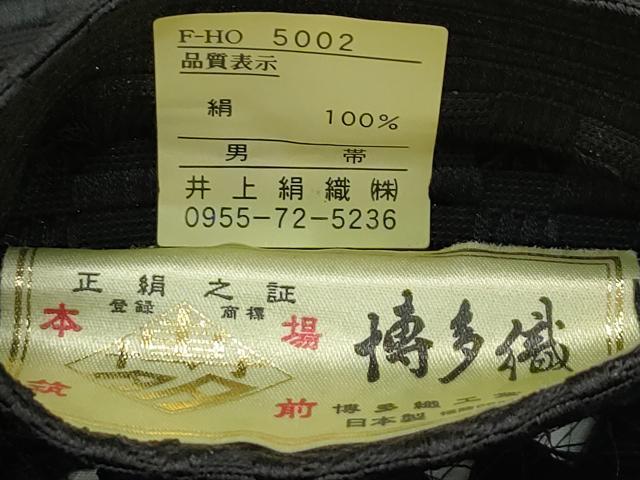 F-HO 5002
品質表示
絹 100%
男 帯
井上絹織㈱
0955-72-5236
正絹之証
登録 商標
本場
筑前
博多織
博多織工
日本製